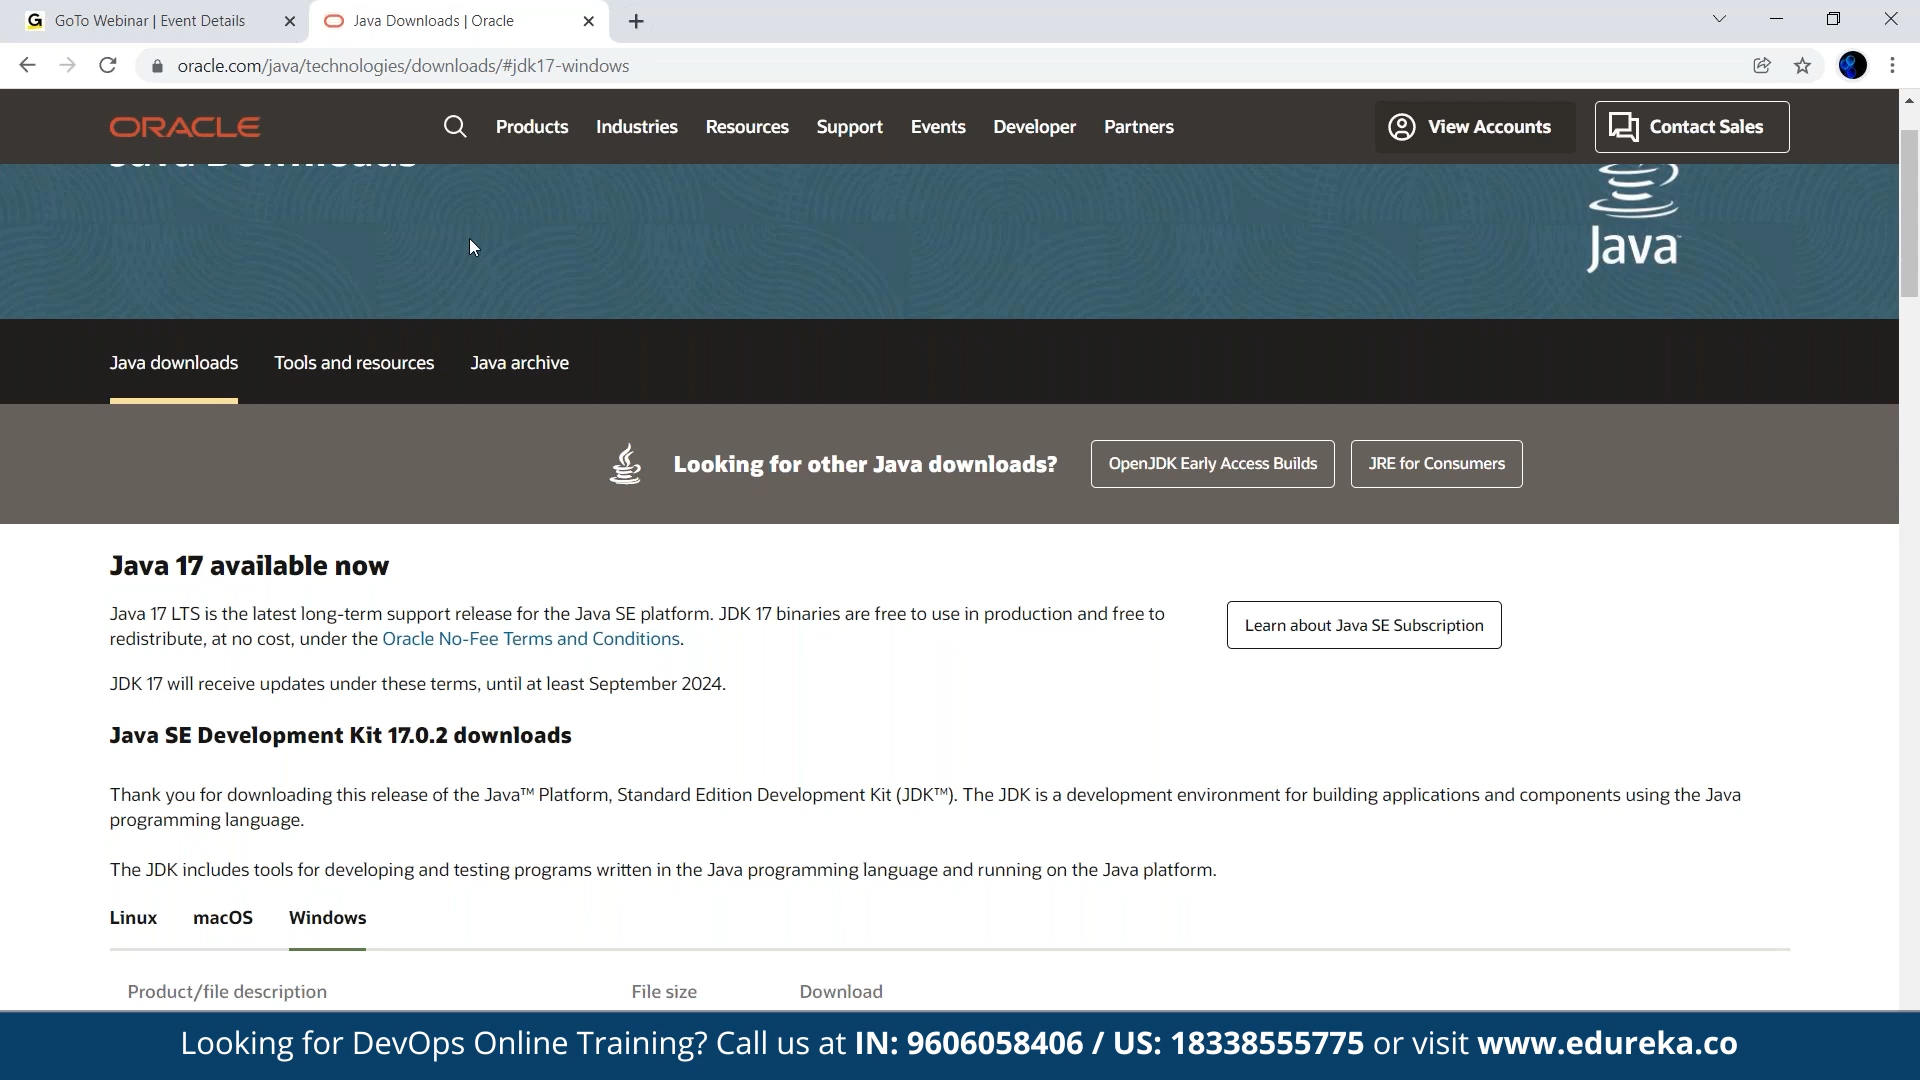 GoTo Webinar | Event Details
Java Downloads | Oracle
oracle.com/java/technologies/downloads/#jdk17-windows
ORACLE
Products Industries Resources Support Events Developer Partners
View Accounts
Contact Sales
Java Downloads
Java™
Java downloads Tools and resources Java archive
Looking for other Java downloads?
OpenJDK Early Access Builds
JRE for Consumers
Java 17 available now
Java 17 LTS is the latest long-term support release for the Java SE platform. JDK 17 binaries are free to use in production and free to
redistribute, at no cost, under the Oracle No-Fee Terms and Conditions.
Learn about Java SE Subscription
JDK 17 will receive updates under these terms, until at least September 2024.
Java SE Development Kit 17.0.2 downloads
Thank you for downloading this release of the Java™ Platform, Standard Edition Development Kit (JDK™). The JDK is a development environment for building applications and components using the Java
programming language.
The JDK includes tools for developing and testing programs written in the Java programming language and running on the Java platform.
Linux macOS Windows
Product/file description File size Download
Looking for DevOps Online Training? Call us at IN: 9606058406 / US: 18338555775 or visit www.edureka.co